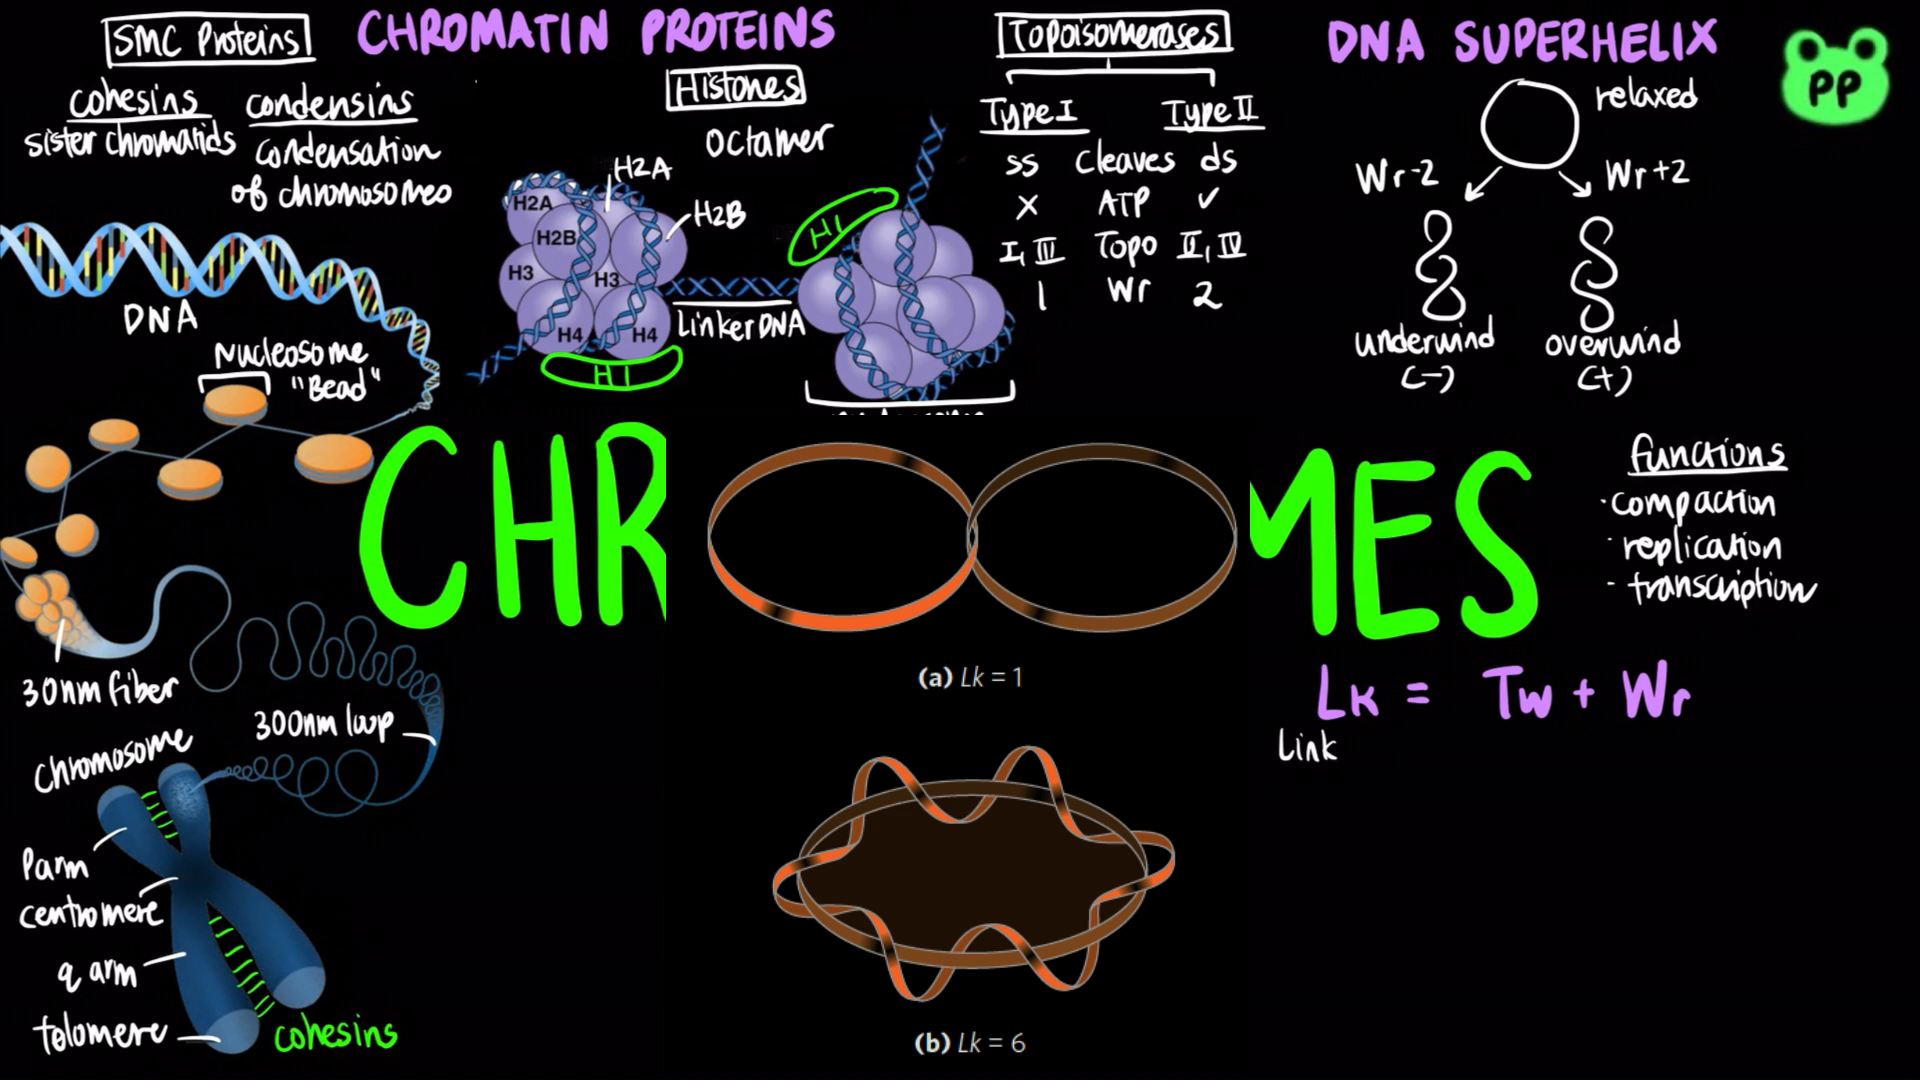 SMC Proteins
cohesins
sister chromatids
condensins
condensation
of chromosomes
CHROMATIN PROTEINS
Histones
Octamer
H2A
H2A
H2B
H2B
H3
H3
H4
H4
H1
H1
Linker DNA
Topoisomerases
Type I Type II
ss Cleaves ds
X ATP ✓
I, III Topo II, IV
1 Wr 2
DNA SUPERHELIX
relaxed
Wr-2
Wr+2
underwind
(-)
overwind
(+)
PP
DNA
Nucleosome
"Bead"
30nm fiber
300nm loop
Chromosome
Parm
centromere
q arm
tolomere
cohesins
CHR
MES
(a) Lk = 1
(b) Lk = 6
functions
·compaction
·replication
- transcription
Lk = Tw + Wr
Link